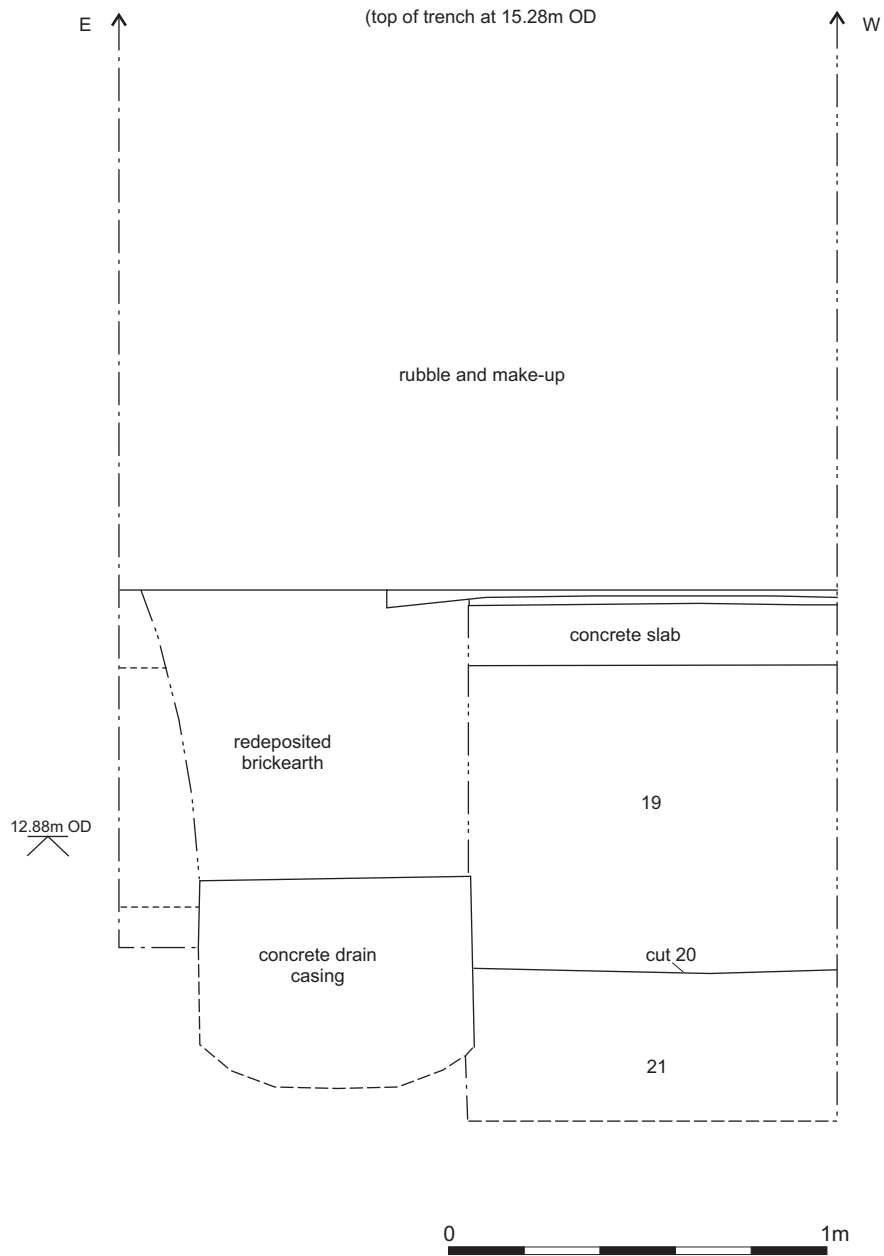 E
(top of trench at 15.28m OD
W
rubble and make-up
concrete slab
redeposited
brickearth
19
12.88m OD
concrete drain
casing
cut 20
21
0
1m